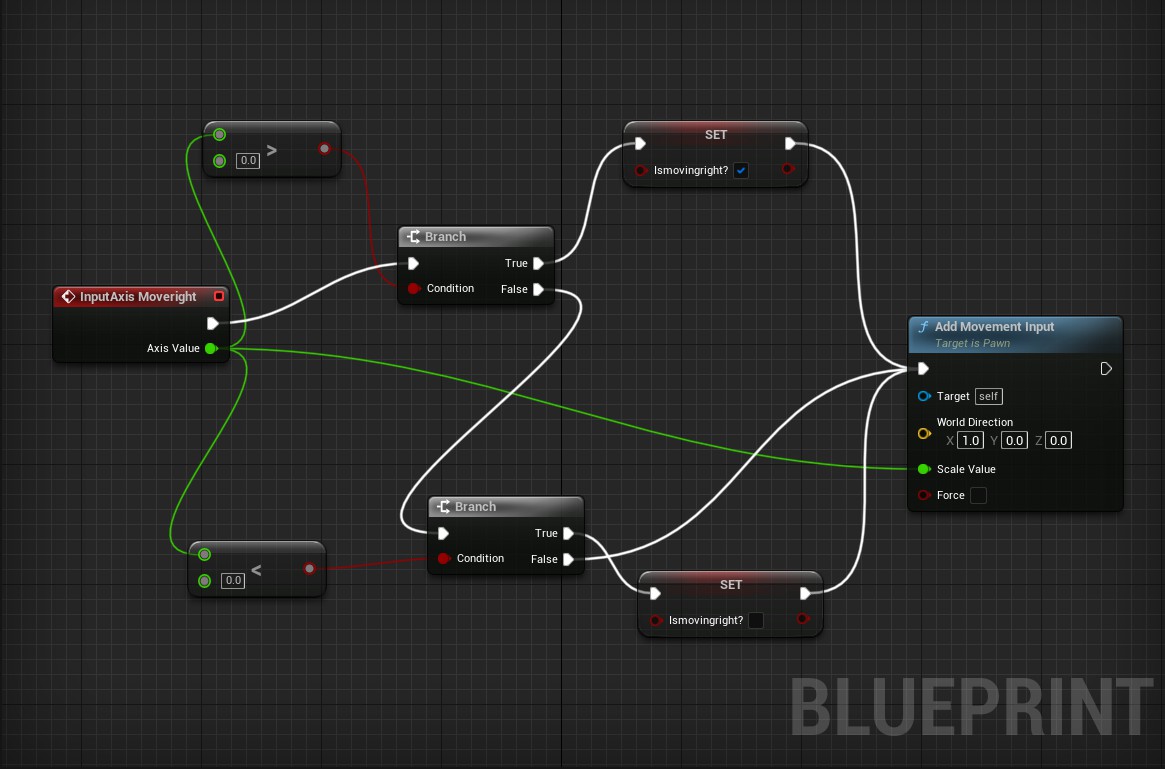 0.0 >
SET
Ismovingright?
Branch
True
Condition False
InputAxis Moveright
Axis Value
Add Movement Input
Target is Pawn
Target self
World Direction
X 1.0 Y 0.0 Z 0.0
Scale Value
Force
Branch
True
Condition False
0.0 <
SET
Ismovingright?
BLUEPRINT